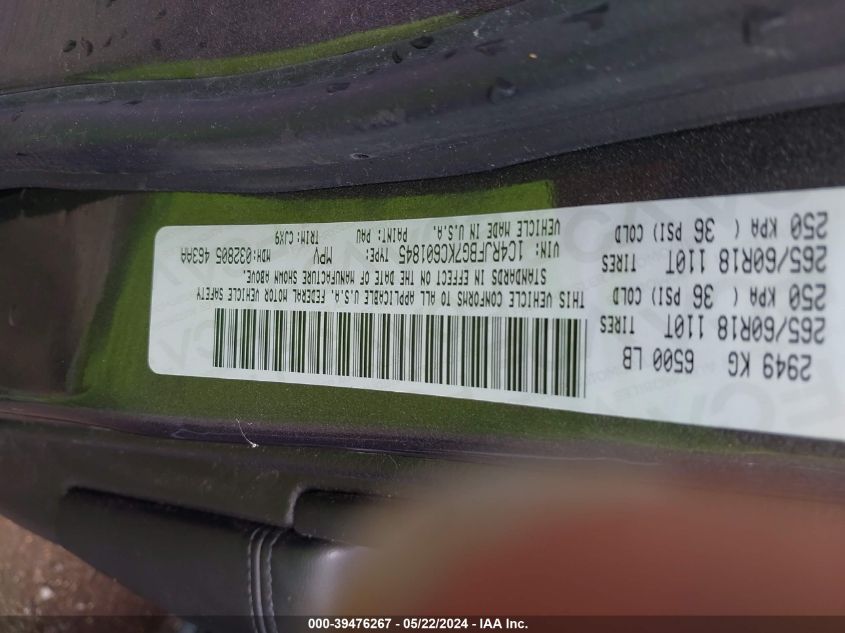 2949 KG 6500 LB
265/60R18 110T TIRES
250 KPA ( 36 PSI) COLD
265/60R18 110T TIRES
250 KPA ( 36 PSI) COLD
THIS VEHICLE CONFORMS TO ALL APPLICABLE U.S.A. FEDERAL MOTOR VEHICLE SAFETY
STANDARDS IN EFFECT ON THE DATE OF MANUFACTURE SHOWN ABOVE.
VIN: 1C4RJFBG7KC601845 TYPE: MPV MDH:032805 463AA
VEHICLE MADE IN U.S.A. PAINT: PAU TRIM: CJX9
000-39476267 - 05/22/2024 - IAA Inc.